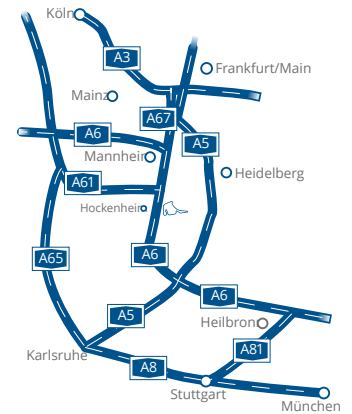 Köln
A3
Frankfurt/Main
Mainz
A67
A6
A5
Mannheim
Heidelberg
A61
Hockenheim
A65
A6
A6
A5
Heilbronn
Karlsruhe
A81
A8
Stuttgart
München